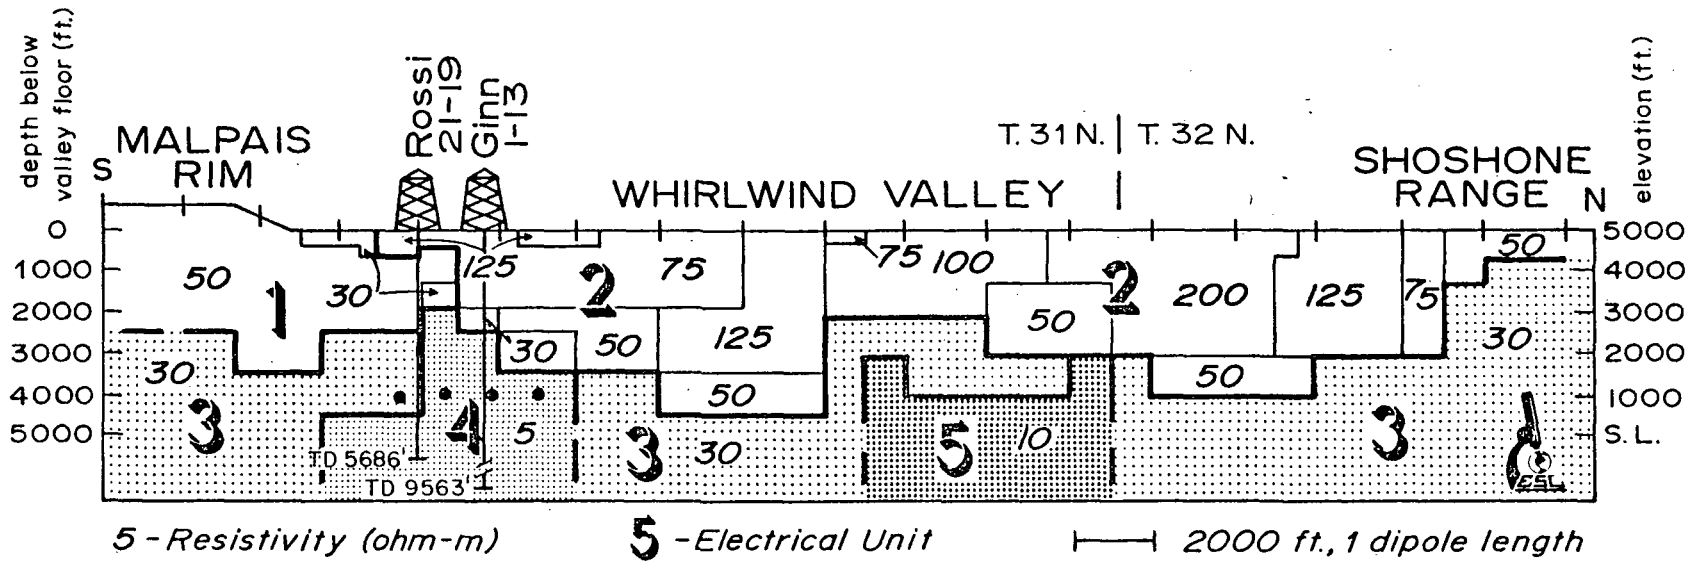 depth below
valley floor (ft.)
elevation (ft.)
Rossi
21-19
Ginn
1-13
MALPAIS
RIM
S
T. 31 N. | T. 32 N.
WHIRLWIND VALLEY
SHOSHONE
RANGE
N
0
1000
2000
3000
4000
5000
5000
4000
3000
2000
1000
S.L.
50
1
30
125
2
75
75
100
2
200
125
75
50
30
50
125
50
50
30
30
3
4
5
3
30
5
10
3
50
TD 5686'
TD 9563'
ESL
5 - Resistivity (ohm-m)
5 - Electrical Unit
2000 ft., 1 dipole length